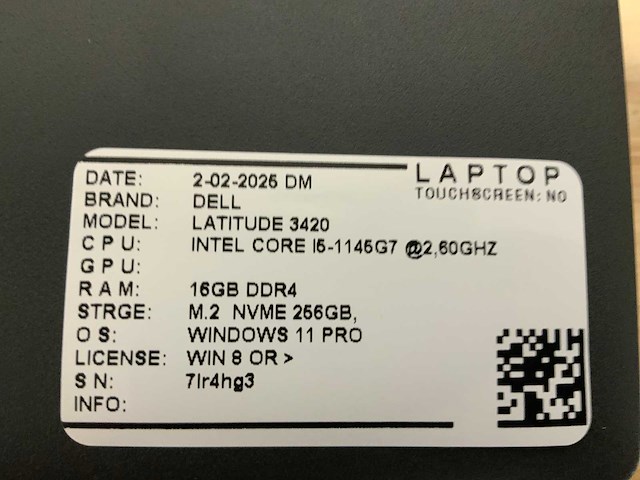 LAPTOP
TOUCHSCREEN: NO
DATE: 2-02-2025 DM
BRAND: DELL
MODEL: LATITUDE 3420
CPU: INTEL CORE I5-1145G7 @2,60GHZ
GPU:
RAM: 16GB DDR4
STRGE: M.2 NVME 256GB,
OS: WINDOWS 11 PRO
LICENSE: WIN 8 OR >
SN: 7lr4hg3
INFO: